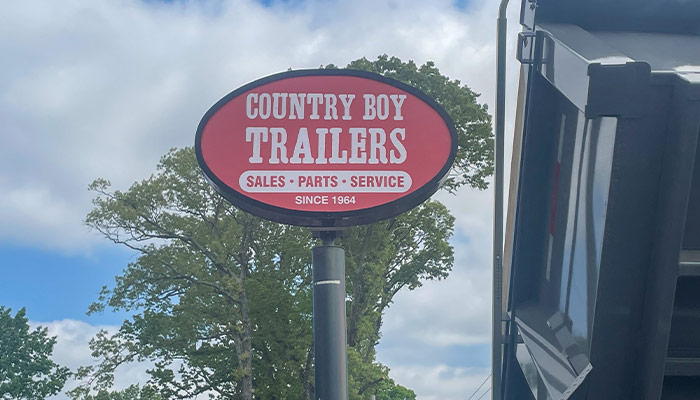 COUNTRY BOY
TRAILERS
SALES • PARTS • SERVICE
SINCE 1964